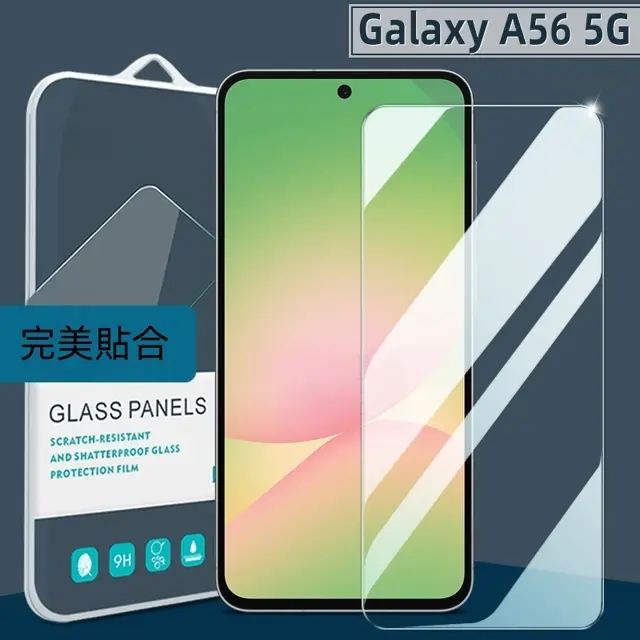 Galaxy A56 5G
完美貼合
GLASS PANELS
SCRATCH-RESISTANT
AND SHATTERPROOF GLASS
PROTECTION FILM
9H